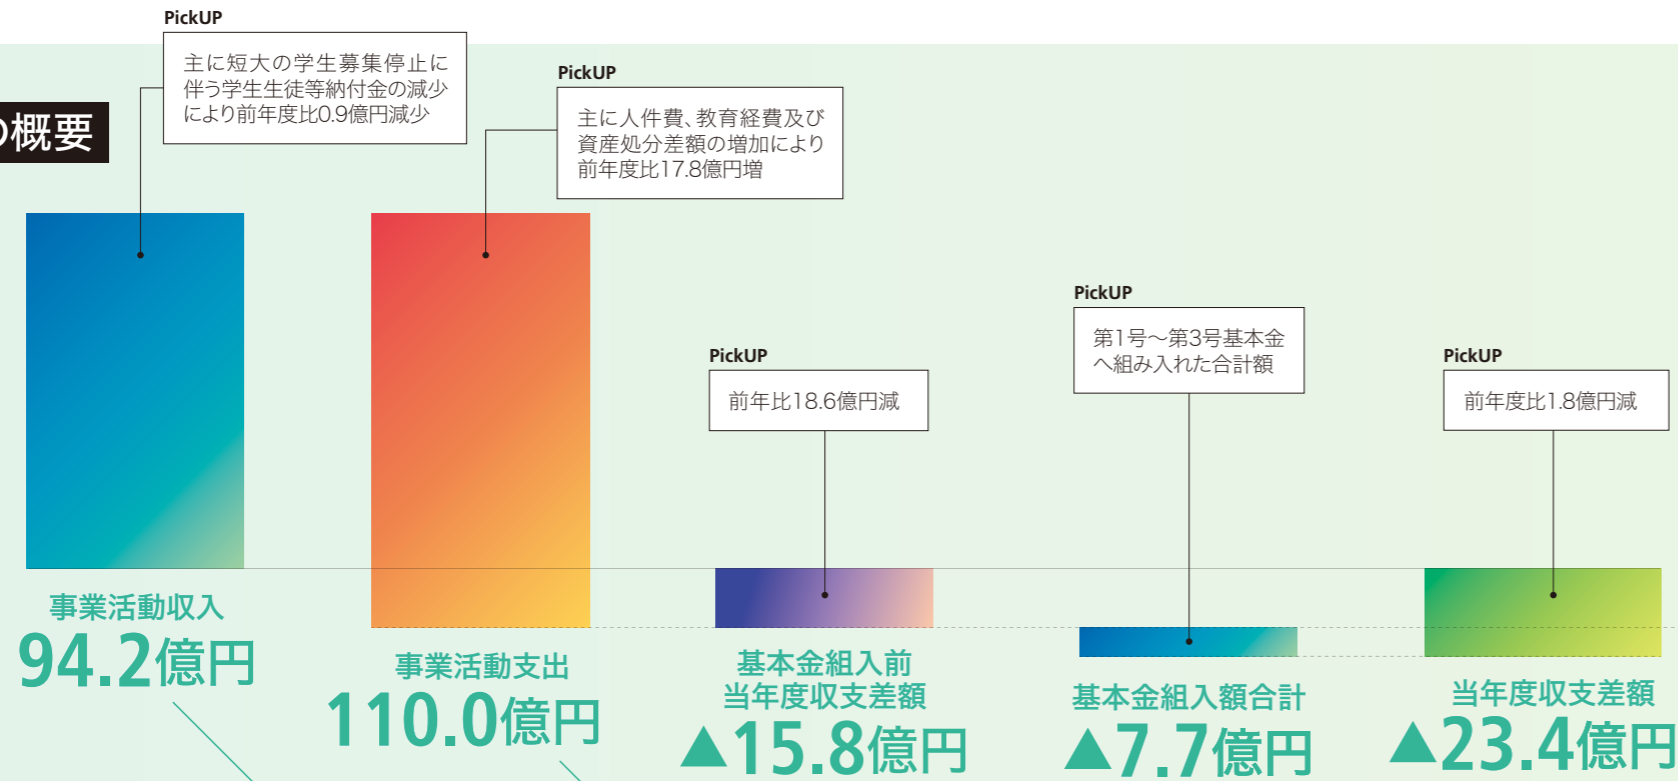 の概要
PickUP
主に短大の学生募集停止に
伴う学生生徒等納付金の減少
により前年度比0.9億円減少
PickUP
主に人件費、教育経費及び
資産処分差額の増加により
前年度比17.8億円増
PickUP
前年比18.6億円減
PickUP
第1号～第3号基本金
へ組み入れた合計額
PickUP
前年度比1.8億円減
事業活動収入
94.2億円
事業活動支出
110.0億円
基本金組入前
当年度収支差額
▲15.8億円
基本金組入額合計
▲7.7億円
当年度収支差額
▲23.4億円